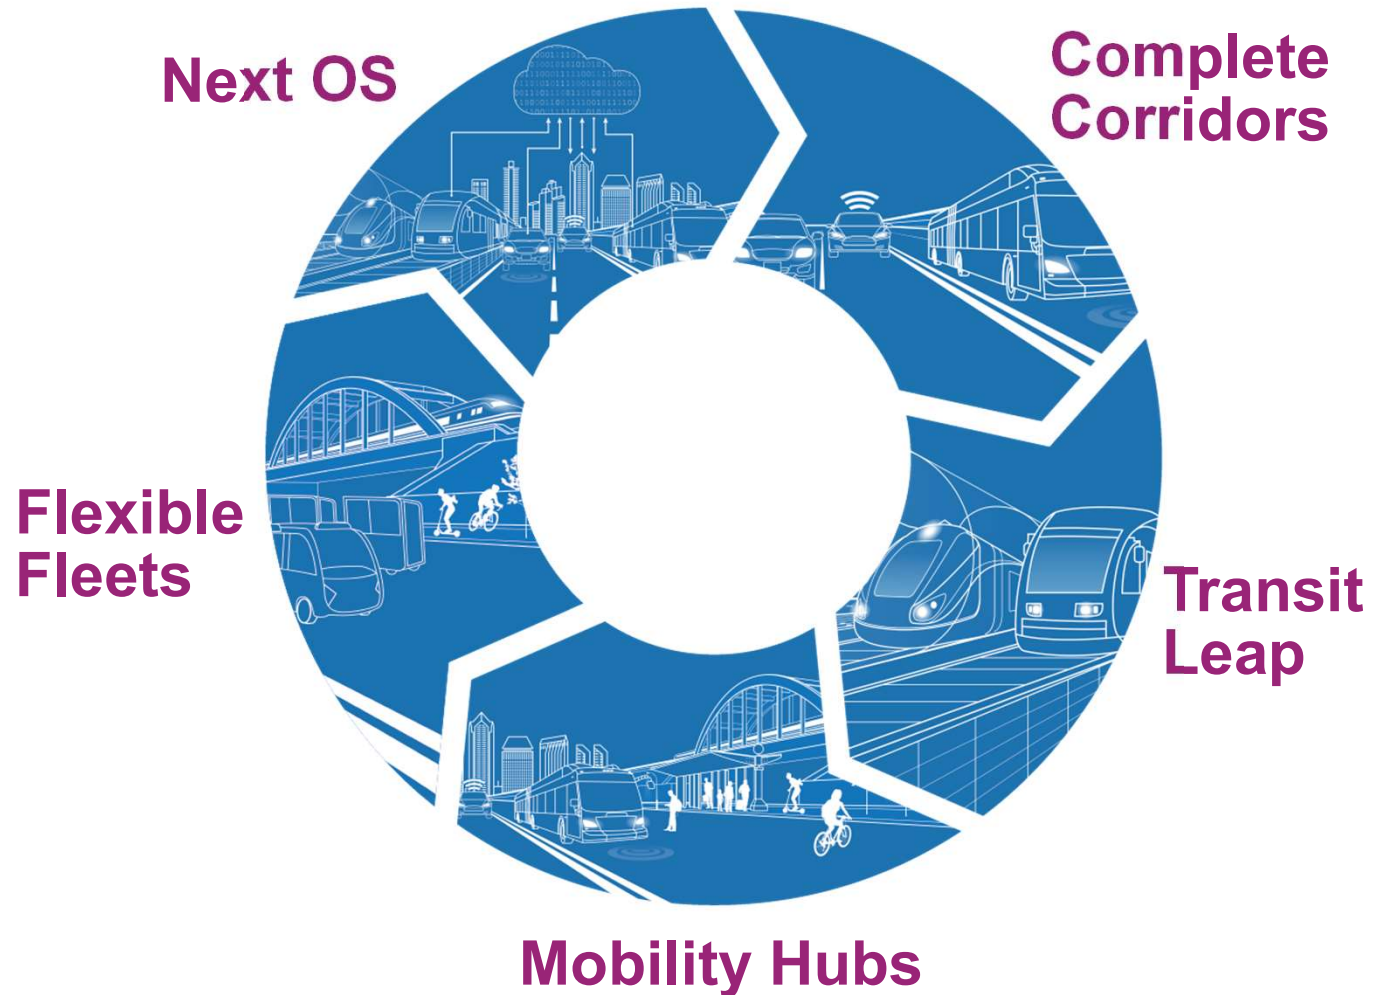 Next OS
Complete
Corridors
Flexible
Fleets
Transit
Leap
Mobility Hubs